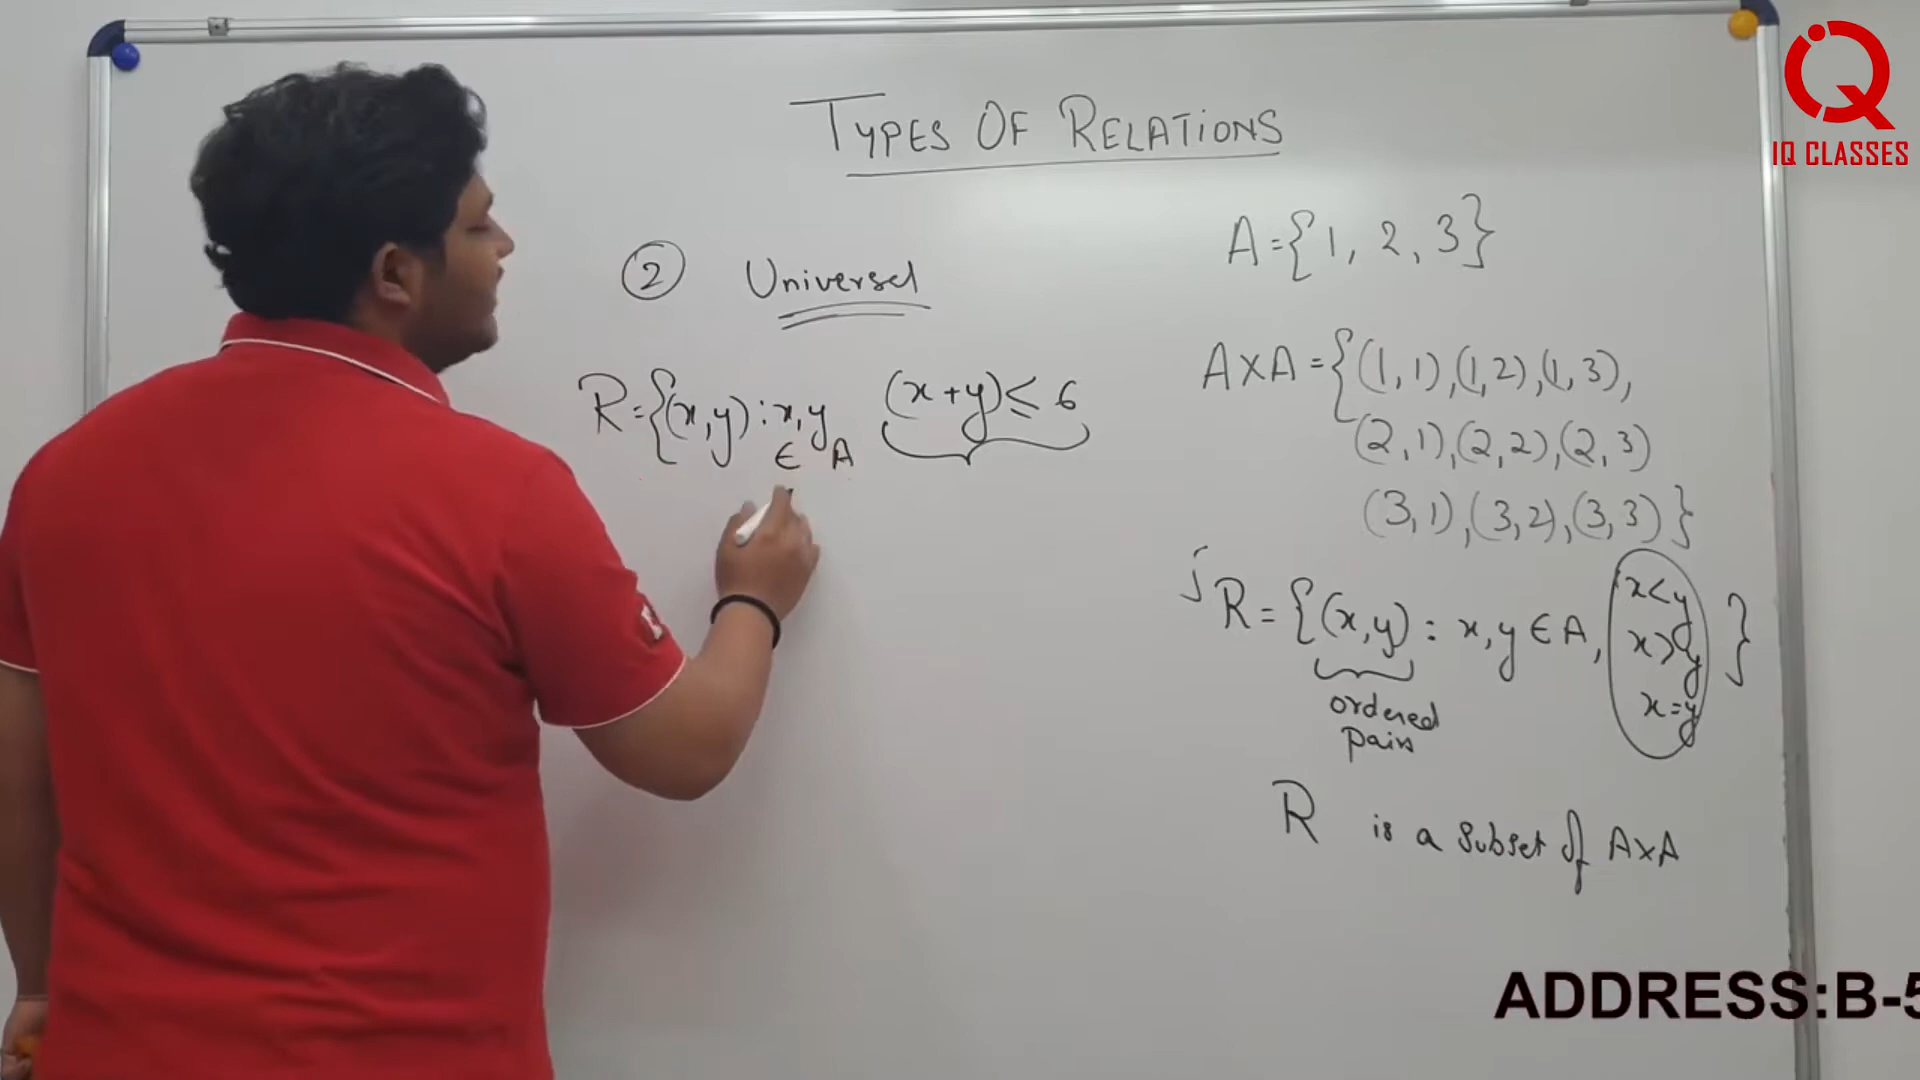 TYPES OF RELATIONS
IQ CLASSES
A={1, 2, 3}
② Universal
A×A={(1,1),(1,2),(1,3),
R={(x,y):x,y (x+y)≤6
∈ A
(2,1),(2,2),(2,3)
(3,1),(3,2),(3,3)}
R={(x,y): x,y∈A, x<y
x>y
x=y }
ordered
pairs
R is a subset of A×A
ADDRESS:B-5